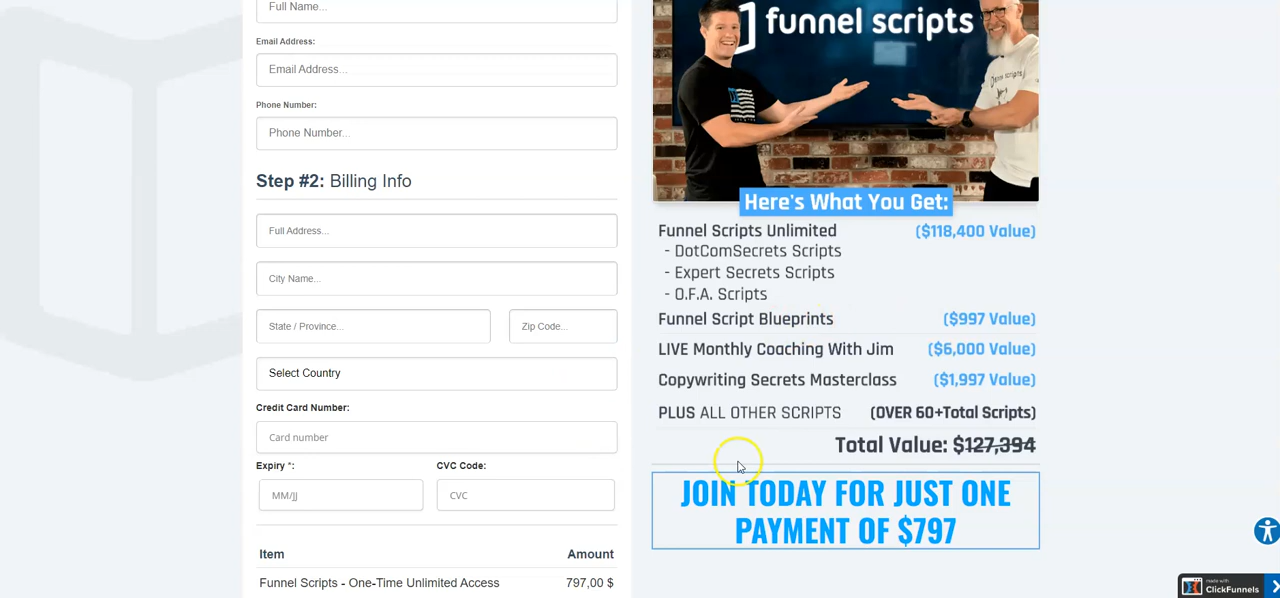 Full Name...
Email Address:
Email Address...
Phone Number:
Phone Number...
Step #2: Billing Info
Full Address...
City Name...
State / Province...
Zip Code...
Select Country
Credit Card Number:
Card number
Expiry *:
CVC Code:
MM/JJ
CVC
Item
Amount
Funnel Scripts - One-Time Unlimited Access
797,00 $
funnel scripts
Here's What You Get:
Funnel Scripts Unlimited ($118,400 Value)
- DotComSecrets Scripts
- Expert Secrets Scripts
- O.F.A. Scripts
Funnel Script Blueprints ($997 Value)
LIVE Monthly Coaching With Jim ($6,000 Value)
Copywriting Secrets Masterclass ($1,997 Value)
PLUS ALL OTHER SCRIPTS (OVER 60+Total Scripts)
Total Value: $127,394
JOIN TODAY FOR JUST ONE
PAYMENT OF $797
made with
ClickFunnels